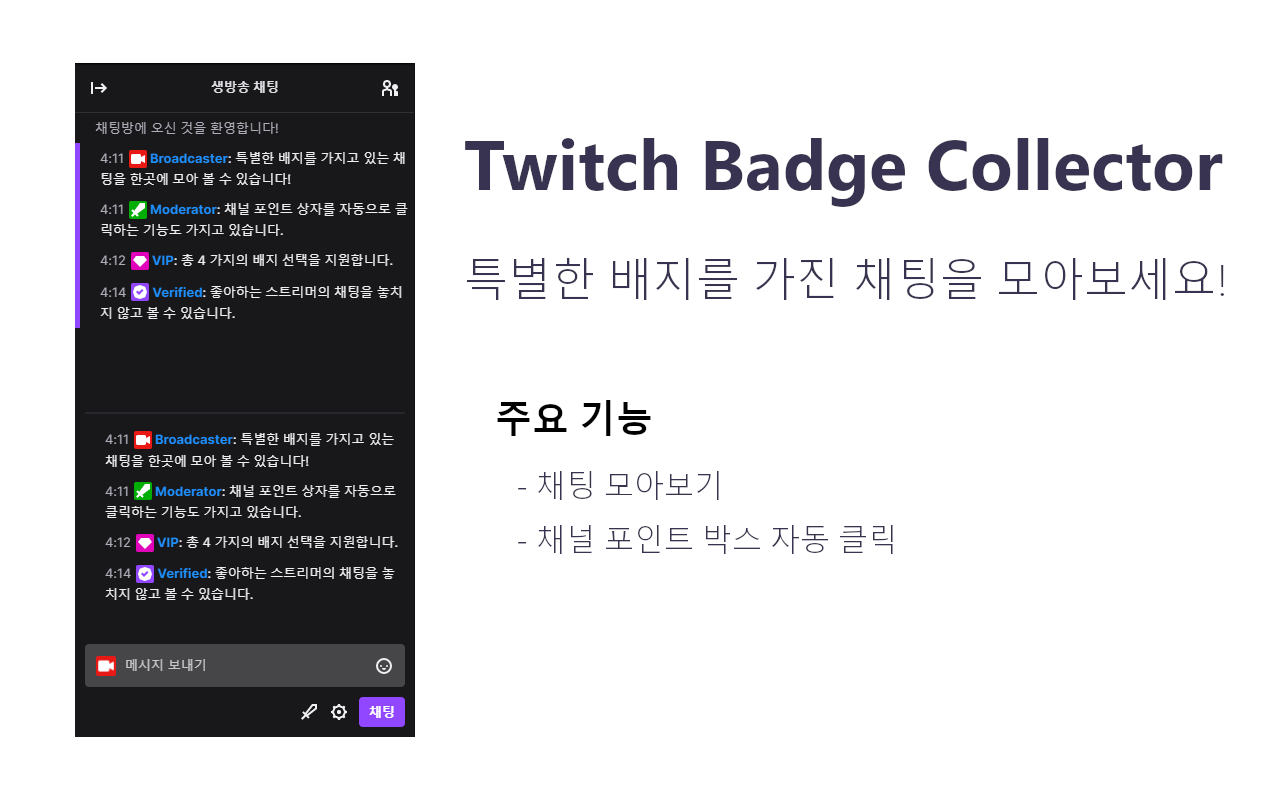 생방송 채팅
채팅방에 오신 것을 환영합니다!
4:11 Broadcaster: 특별한 배지를 가지고 있는 채
팅을 한곳에 모아 볼 수 있습니다!
4:11 Moderator: 채널 포인트 상자를 자동으로 클
릭하는 기능도 가지고 있습니다.
4:12 VIP: 총 4 가지의 배지 선택을 지원합니다.
4:14 Verified: 좋아하는 스트리머의 채팅을 놓치
지 않고 볼 수 있습니다.
4:11 Broadcaster: 특별한 배지를 가지고 있는
채팅을 한곳에 모아 볼 수 있습니다!
4:11 Moderator: 채널 포인트 상자를 자동으로
클릭하는 기능도 가지고 있습니다.
4:12 VIP: 총 4 가지의 배지 선택을 지원합니다.
4:14 Verified: 좋아하는 스트리머의 채팅을 놓
치지 않고 볼 수 있습니다.
메시지 보내기
채팅
Twitch Badge Collector
특별한 배지를 가진 채팅을 모아보세요!
주요 기능
- 채팅 모아보기
- 채널 포인트 박스 자동 클릭